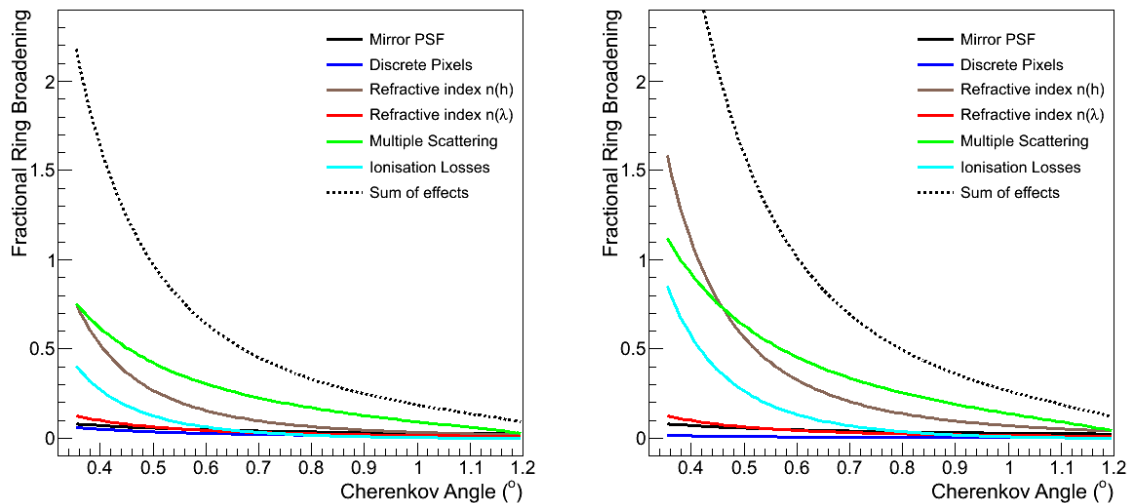 Fractional Ring Broadening
2
1.5
1
0.5
0
Mirror PSF
Discrete Pixels
Refractive index n(h)
Refractive index n(λ)
Multiple Scattering
Ionisation Losses
Sum of effects
0.4 0.5 0.6 0.7 0.8 0.9 1 1.1 1.2
Cherenkov Angle (°)
Fractional Ring Broadening
2
1.5
1
0.5
0
Mirror PSF
Discrete Pixels
Refractive index n(h)
Refractive index n(λ)
Multiple Scattering
Ionisation Losses
Sum of effects
0.4 0.5 0.6 0.7 0.8 0.9 1 1.1 1.2
Cherenkov Angle (°)